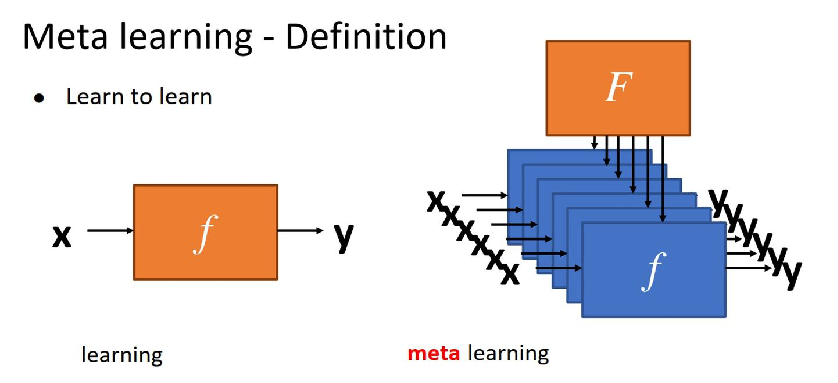 Meta learning - Definition
● Learn to learn
x f y
learning
F
x
x
x
x
x
x
f
y
y
y
y
y
y
meta learning